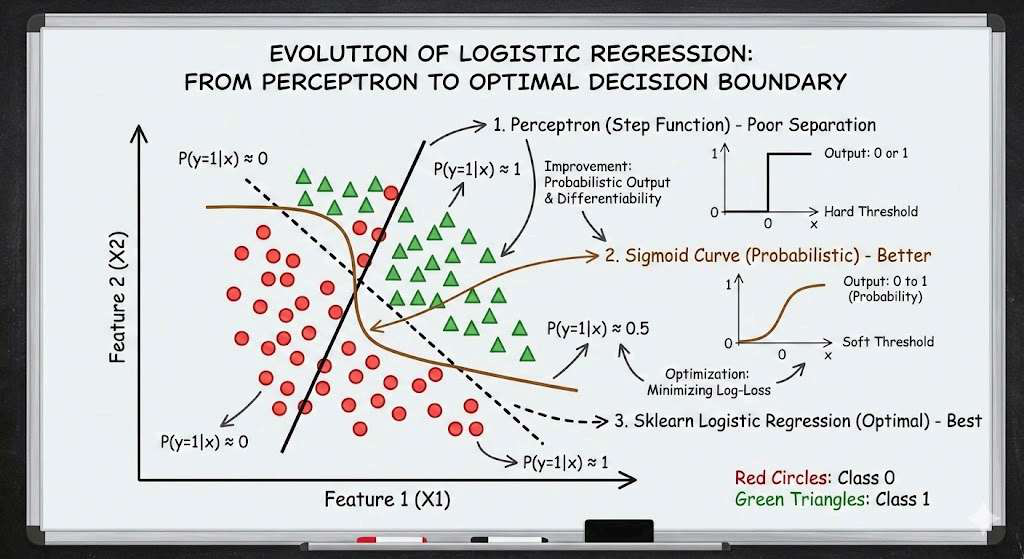 EVOLUTION OF LOGISTIC REGRESSION:
FROM PERCEPTRON TO OPTIMAL DECISION BOUNDARY
P(y=1|x) ≈ 0
P(y=1|x) ≈ 1
1. Perceptron (Step Function) - Poor Separation
Improvement:
Probabilistic Output
& Differentiability
1
0
0
x
Output: 0 or 1
Hard Threshold
2. Sigmoid Curve (Probabilistic) - Better
1
0
0
x
Output: 0 to 1
(Probability)
Soft Threshold
P(y=1|x) ≈ 0.5
Optimization:
Minimizing Log-Loss
3. Sklearn Logistic Regression (Optimal) - Best
P(y=1|x) ≈ 0
P(y=1|x) ≈ 1
Feature 2 (X2)
Feature 1 (X1)
Red Circles: Class 0
Green Triangles: Class 1